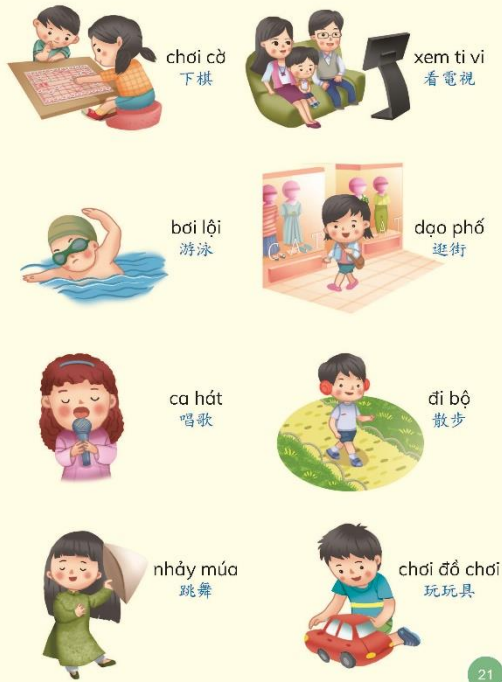 chơi cờ
下棋
xem ti vi
看電視
bơi lội
游泳
dạo phố
逛街
ca hát
唱歌
đi bộ
散步
nhảy múa
跳舞
chơi đồ chơi
玩玩具
21